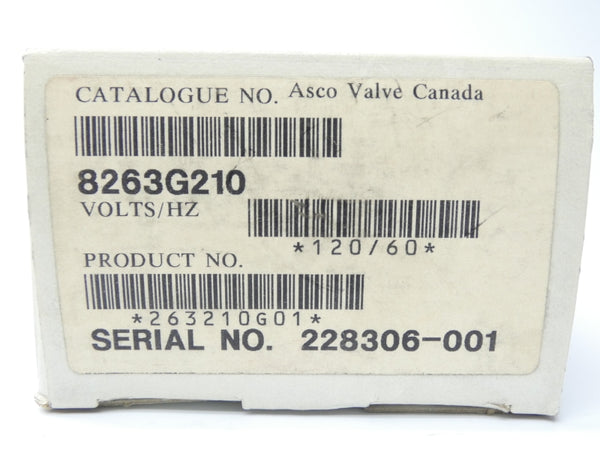 CATALOGUE NO. Asco Valve Canada
8263G210
VOLTS/HZ
*120/60*
PRODUCT NO.
*263210G01*
SERIAL NO. 228306-001